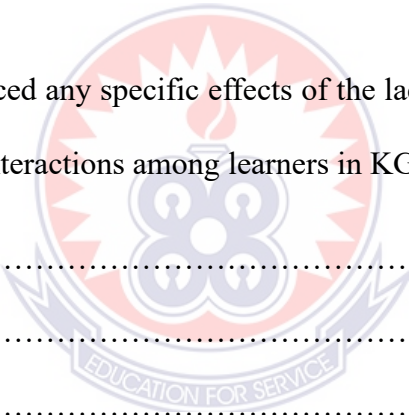 ced any specific effects of the lac
nteractions among learners in KG
………………………………………
………………………………………
EDUCATION FOR SERVICE
………………………………………